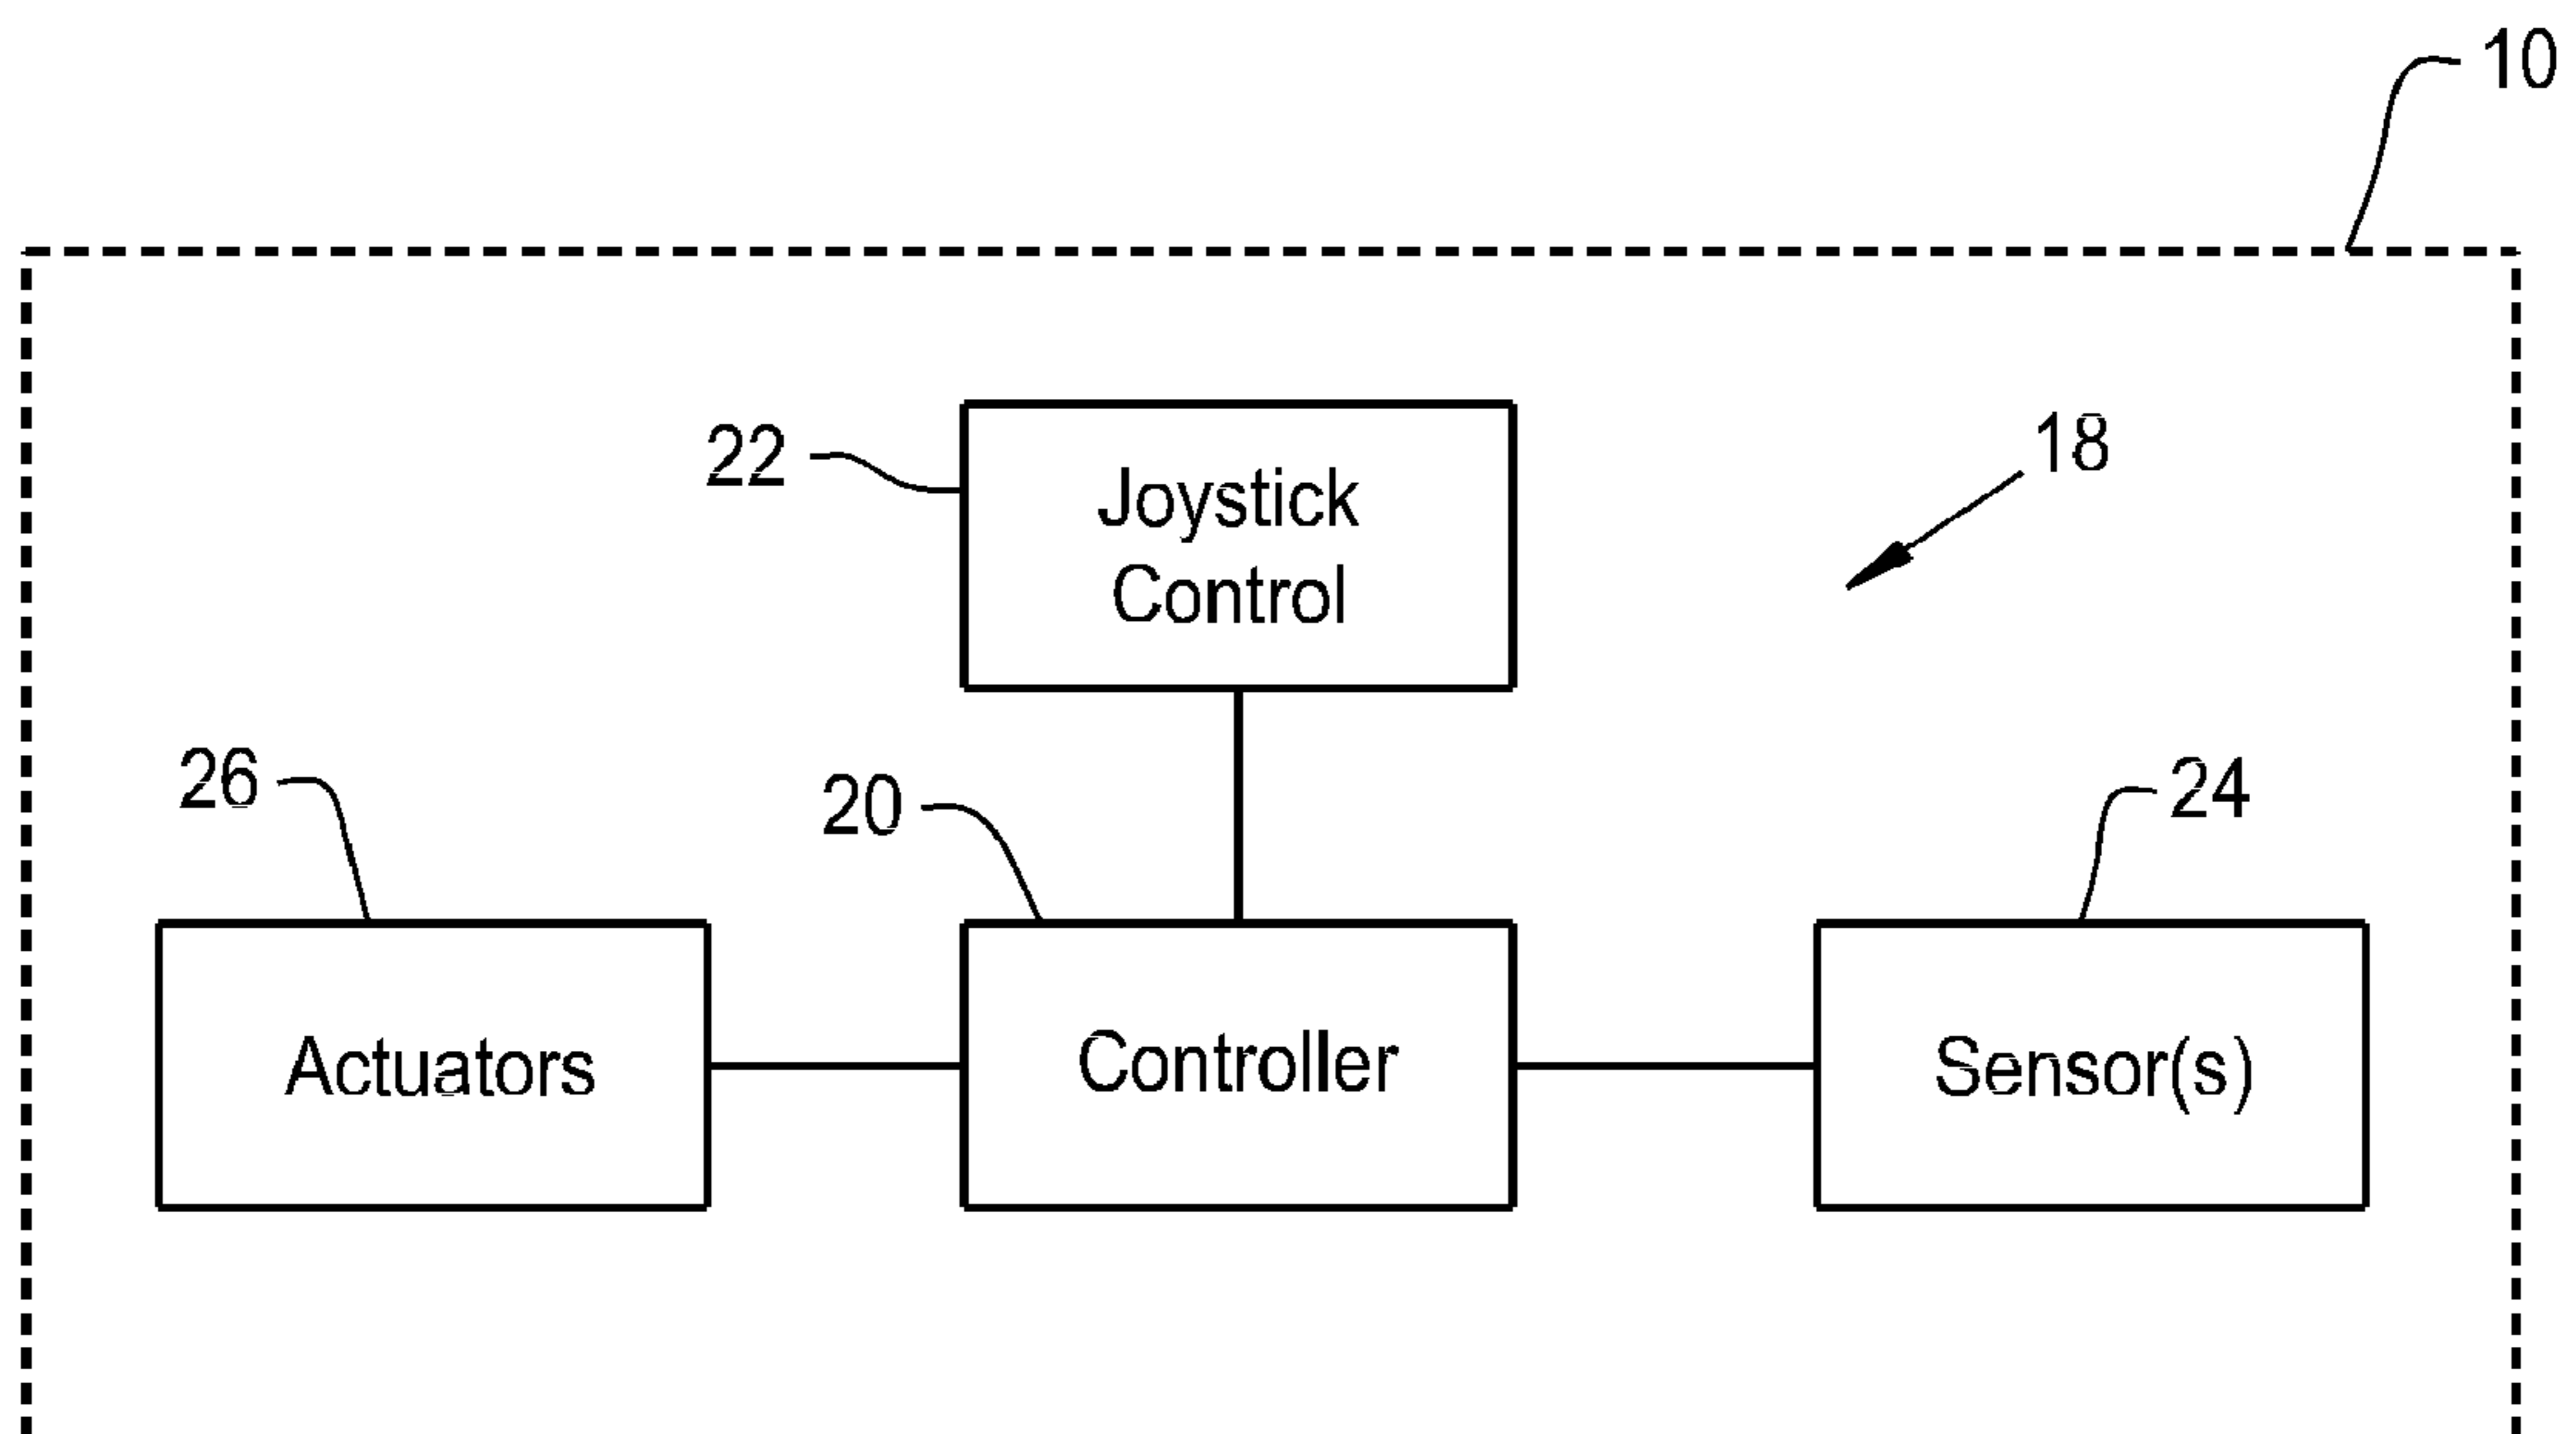 10
22
Joystick
Control
18
26
20
24
Actuators
Controller
Sensor(s)